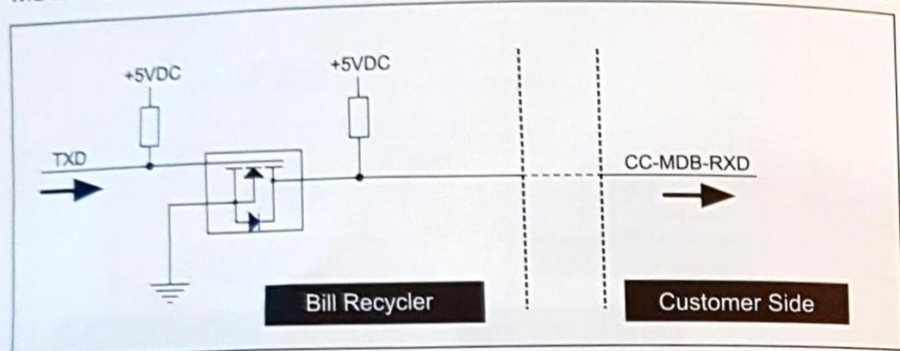 +5VDC
+5VDC
TXD
CC-MDB-RXD
Bill Recycler
Customer Side